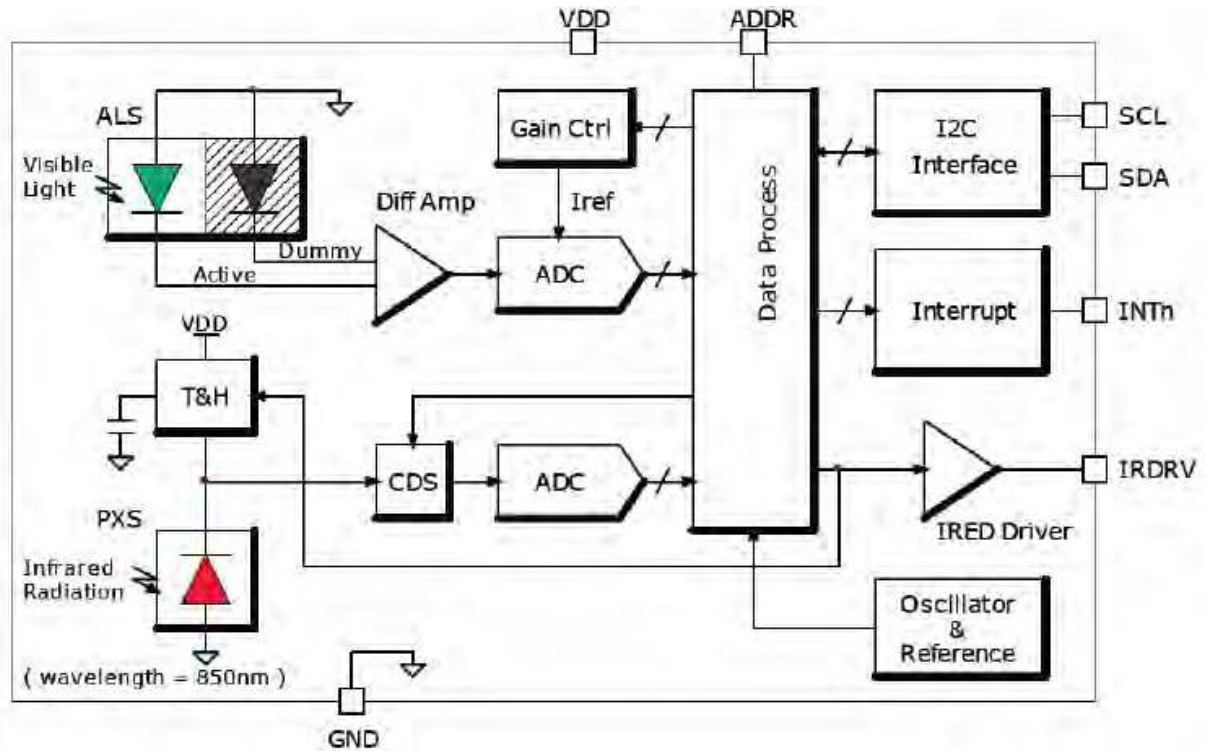 VDD
ADDR
ALS
Visible
Light
Gain Ctrl
I2C
Interface
SCL
SDA
Diff Amp
Iref
Dummy
Active
ADC
Data Process
Interrupt
INTn
VDD
T&H
CDS
ADC
IRDRV
IRED Driver
PXS
Infrared
Radiation
Oscillator
&
Reference
( wavelength = 850nm )
GND